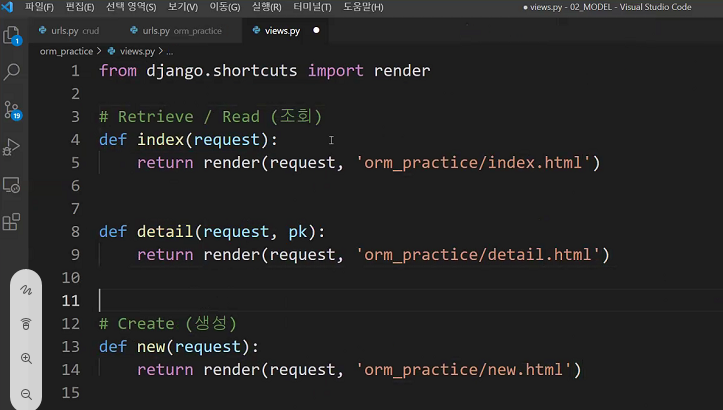 파일(F) 편집(E) 선택 영역(S) 보기(V) 이동(G) 실행(R) 터미널(T) 도움말(H) ● views.py - 02_MODEL - Visual Studio Code
urls.py crud urls.py orm_practice views.py ●
orm_practice > views.py > ...
1
19
1 from django.shortcuts import render
2
3 # Retrieve / Read (조회)
4 def index(request):
5 return render(request, 'orm_practice/index.html')
6
7
8 def detail(request, pk):
9 return render(request, 'orm_practice/detail.html')
10
11
12 # Create (생성)
13 def new(request):
14 return render(request, 'orm_practice/new.html')
15